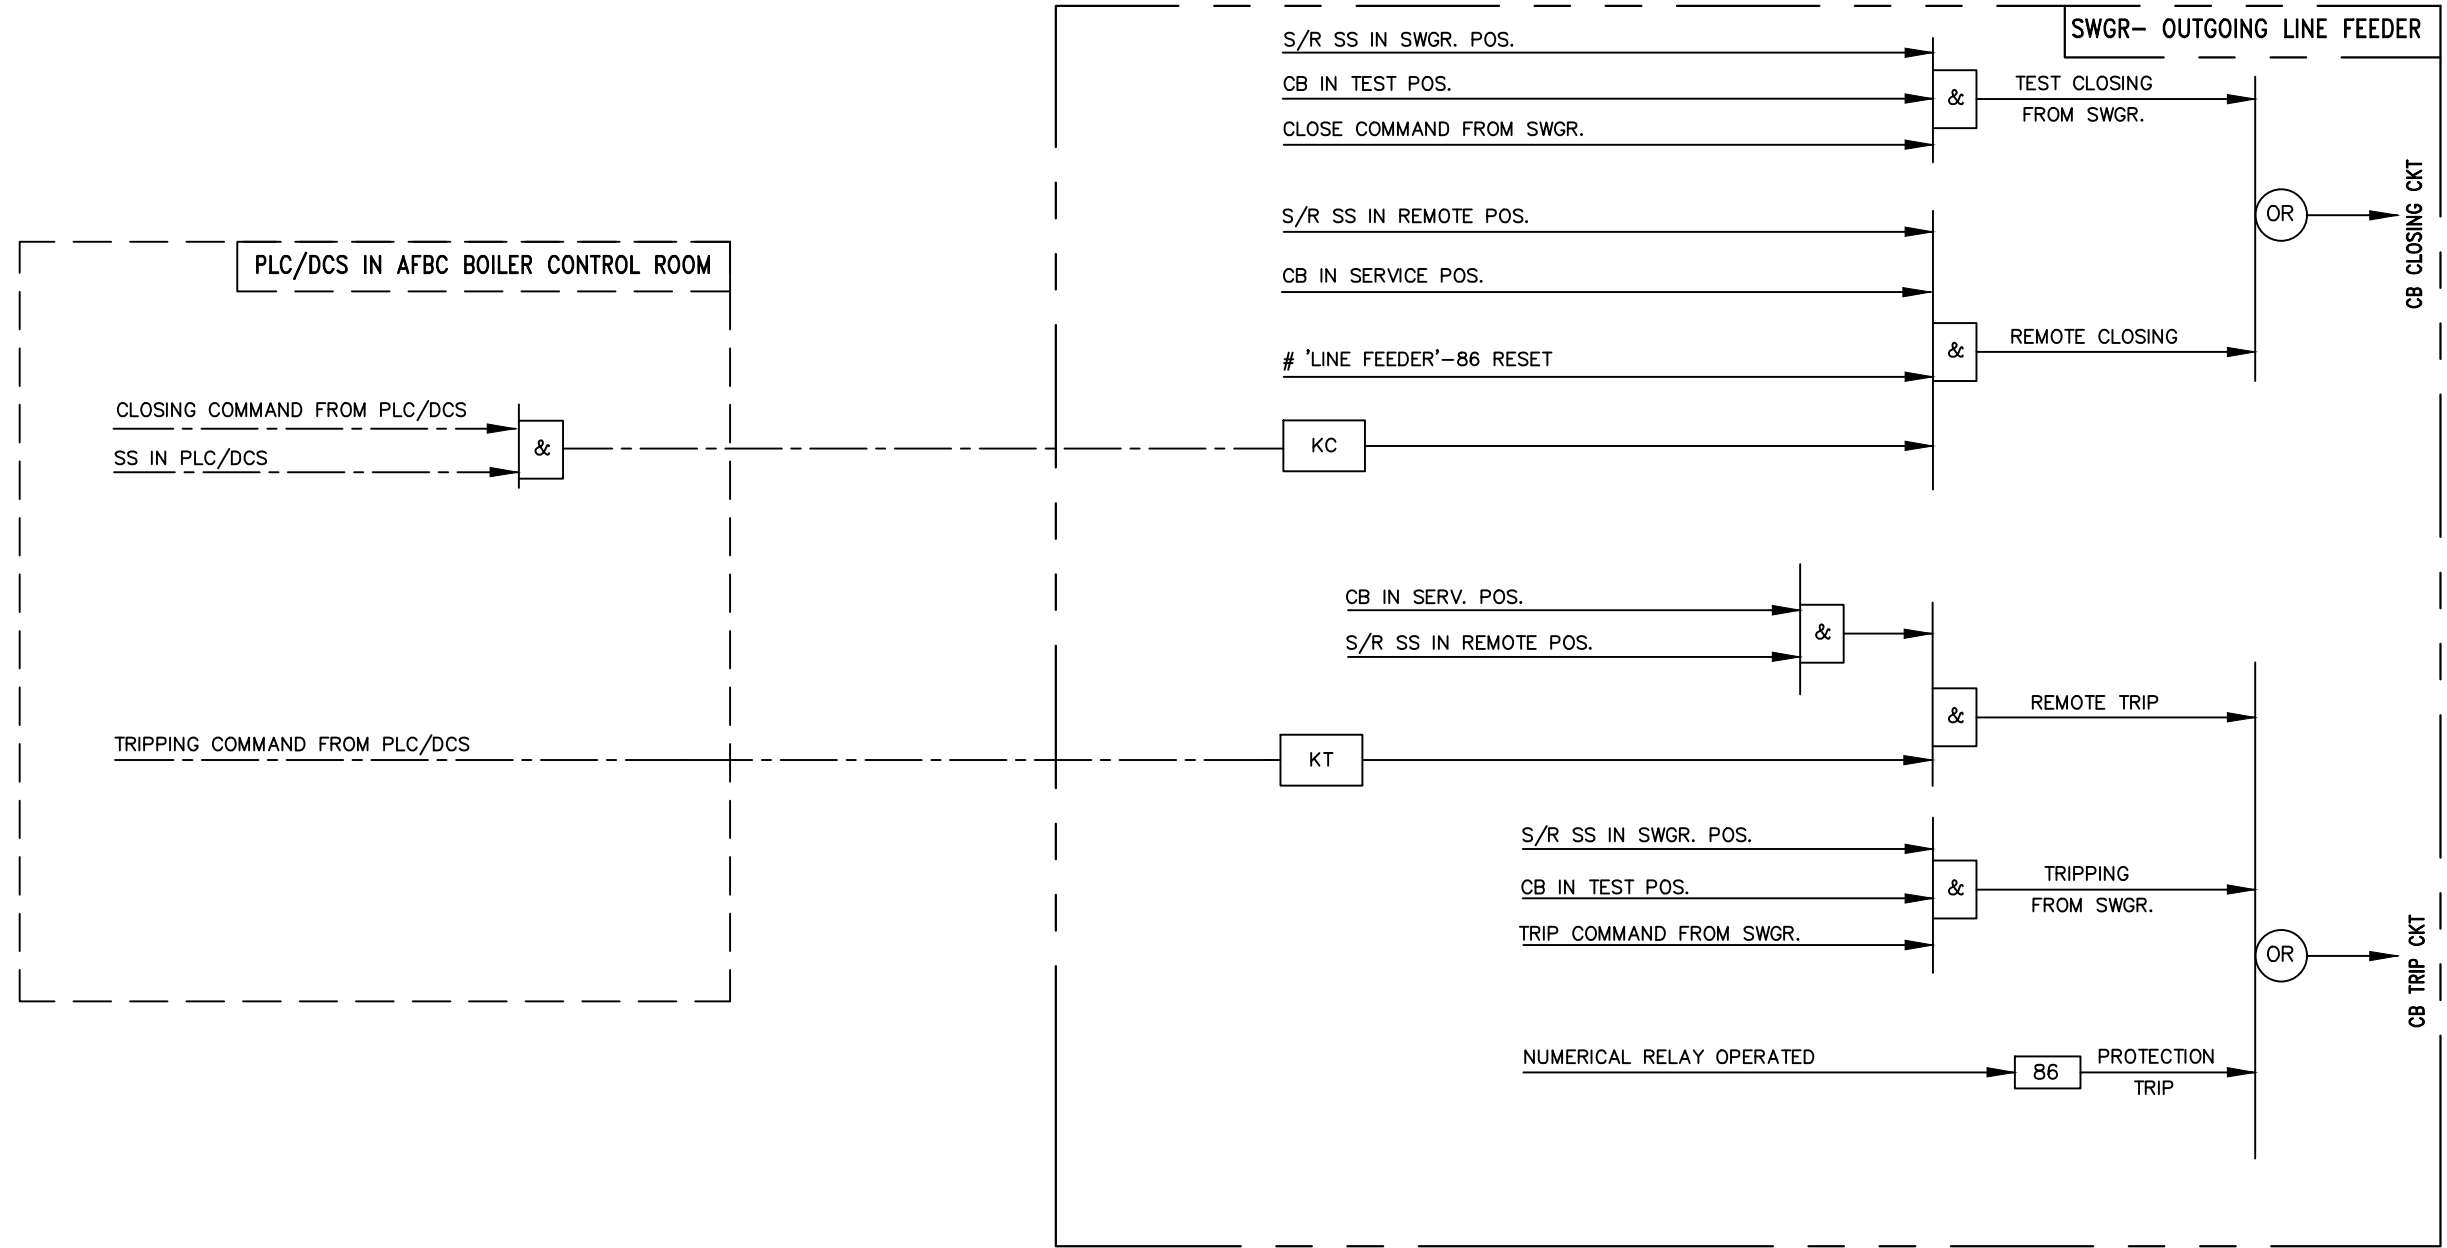 SWGR- OUTGOING LINE FEEDER
S/R SS IN SWGR. POS.
CB IN TEST POS.
CLOSE COMMAND FROM SWGR.
&
TEST CLOSING
FROM SWGR.
S/R SS IN REMOTE POS.
CB IN SERVICE POS.
# 'LINE FEEDER'-86 RESET
KC
&
REMOTE CLOSING
OR
CB CLOSING CKT
PLC/DCS IN AFBC BOILER CONTROL ROOM
CLOSING COMMAND FROM PLC/DCS
SS IN PLC/DCS
&
CB IN SERV. POS.
S/R SS IN REMOTE POS.
&
TRIPPING COMMAND FROM PLC/DCS
KT
&
REMOTE TRIP
S/R SS IN SWGR. POS.
CB IN TEST POS.
TRIP COMMAND FROM SWGR.
&
TRIPPING
FROM SWGR.
OR
CB TRIP CKT
NUMERICAL RELAY OPERATED
86
PROTECTION
TRIP